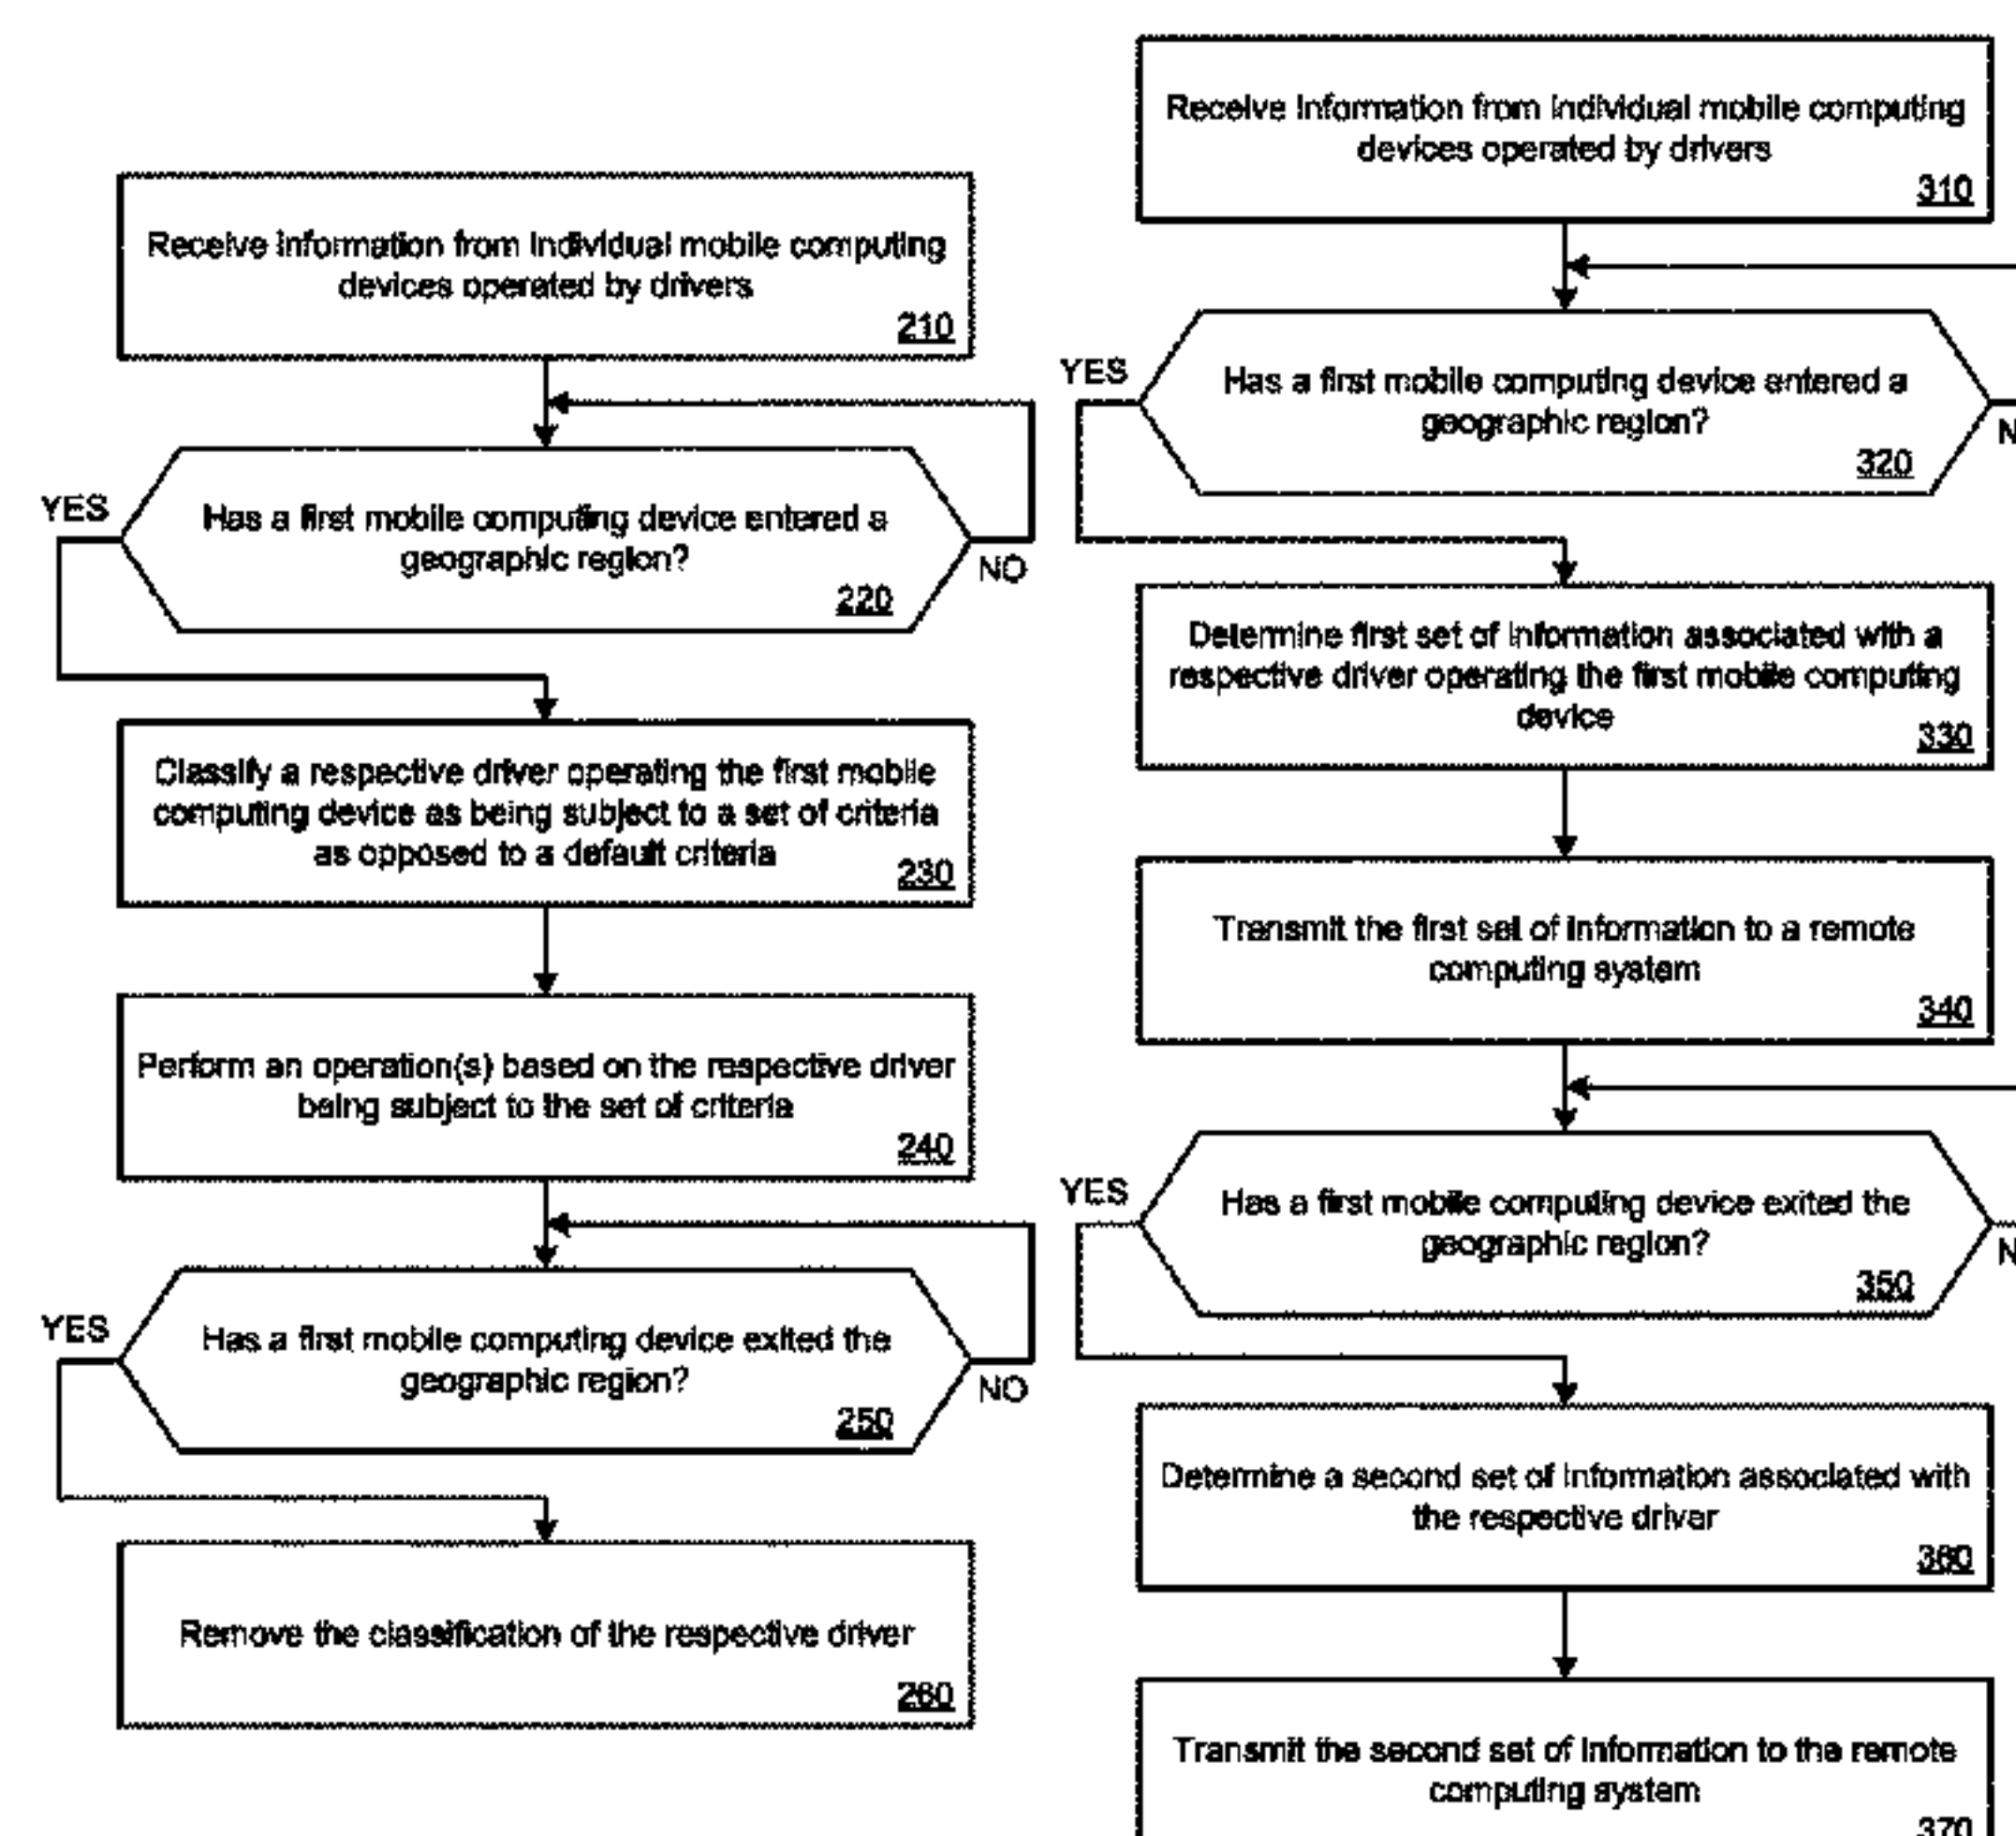 Receive information from individual mobile computing
devices operated by drivers
210
YES
Has a first mobile computing device entered a
geographic region?
220
NO
Classify a respective driver operating the first mobile
computing device as being subject to a set of criteria
as opposed to a default criteria
230
Perform an operation(s) based on the respective driver
being subject to the set of criteria
240
YES
Has a first mobile computing device exited the
geographic region?
250
NO
Remove the classification of the respective driver
260
Receive information from individual mobile computing
devices operated by drivers
310
YES
Has a first mobile computing device entered a
geographic region?
320
N
Determine first set of information associated with a
respective driver operating the first mobile computing
device
330
Transmit the first set of information to a remote
computing system
340
YES
Has a first mobile computing device exited the
geographic region?
350
N
Determine a second set of information associated with
the respective driver
360
Transmit the second set of information to the remote
computing system
370